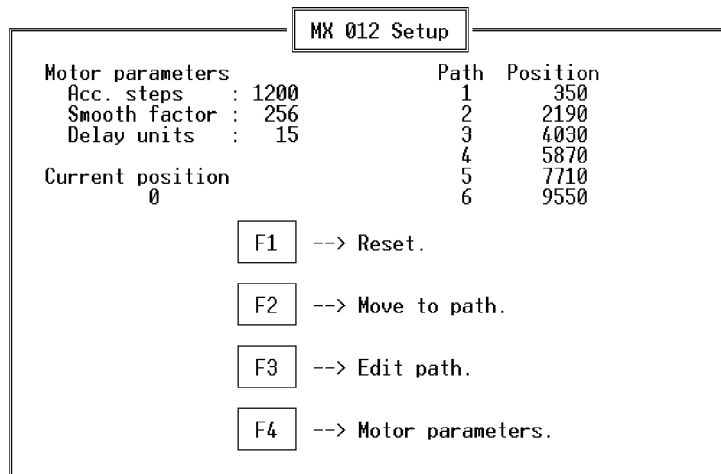 MX 012 Setup
Motor parameters Path Position
Acc. steps : 1200 1 350
Smooth factor : 256 2 2190
Delay units : 15 3 4030
4 5870
Current position 5 7710
0 6 9550
F1 --> Reset.
F2 --> Move to path.
F3 --> Edit path.
F4 --> Motor parameters.